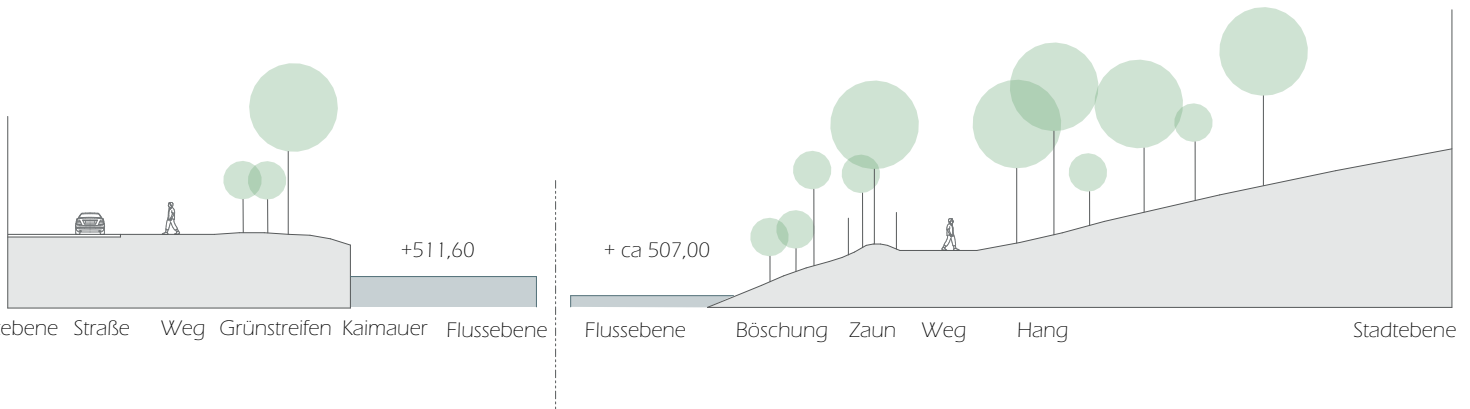 +511,60
+ ca 507,00
ebene Straße Weg Grünstreifen Kaimauer Flussebene Flussebene Böschung Zaun Weg Hang Stadtebene